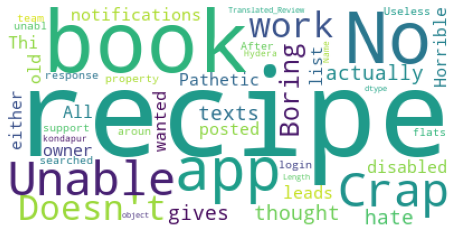 team
notifications
Translated_Review
Useless
unabl
Thi
response
old
book
property
After
Hydera
work
No
Boring
list
actually
Horrible
Pathetic
All
either
support
aroun
wanted
texts
posted
Name
dtype
flats
kondapur
owner
searched
recipe
login
disabled
Unable
app
leads
Length
Crap
Doesn't
object
gives
thought
hate